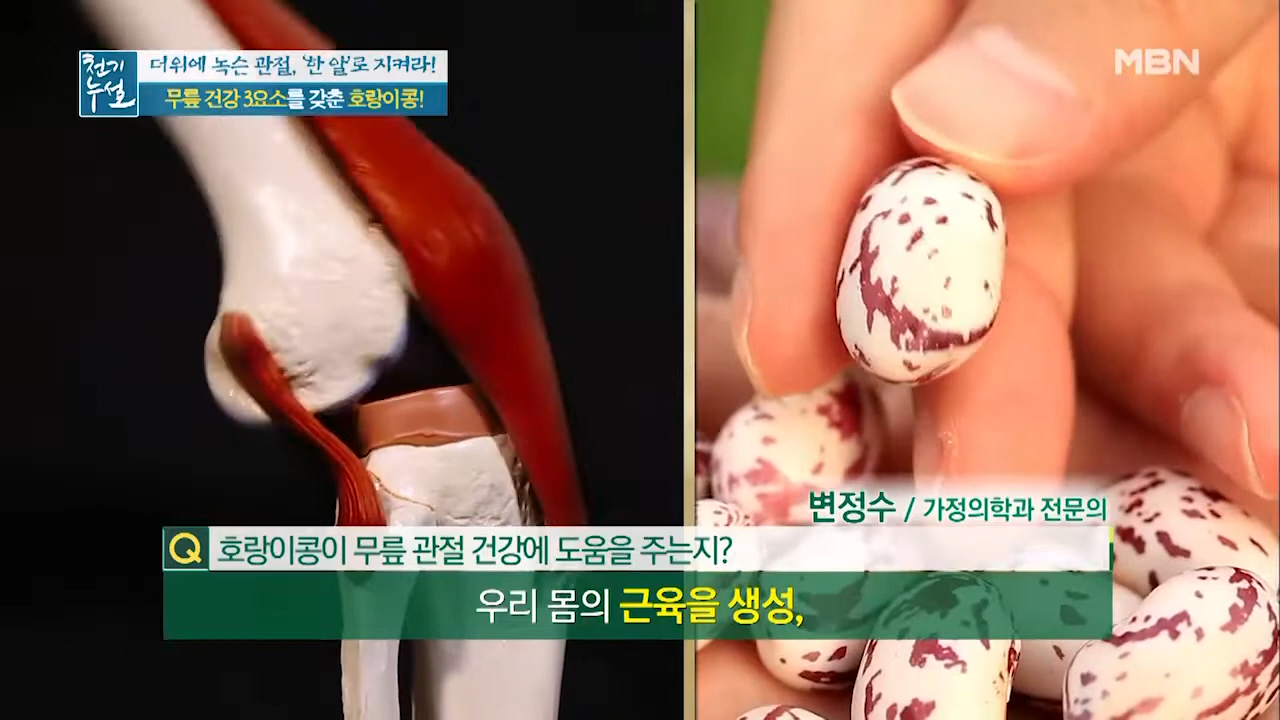 천기누설
더위에 녹슨 관절, '한 알'로 지켜라!
무릎 건강 3요소를 갖춘 호랑이콩!
MBN
변정수 / 가정의학과 전문의
Q 호랑이콩이 무릎 관절 건강에 도움을 주는지?
우리 몸의 근육을 생성,